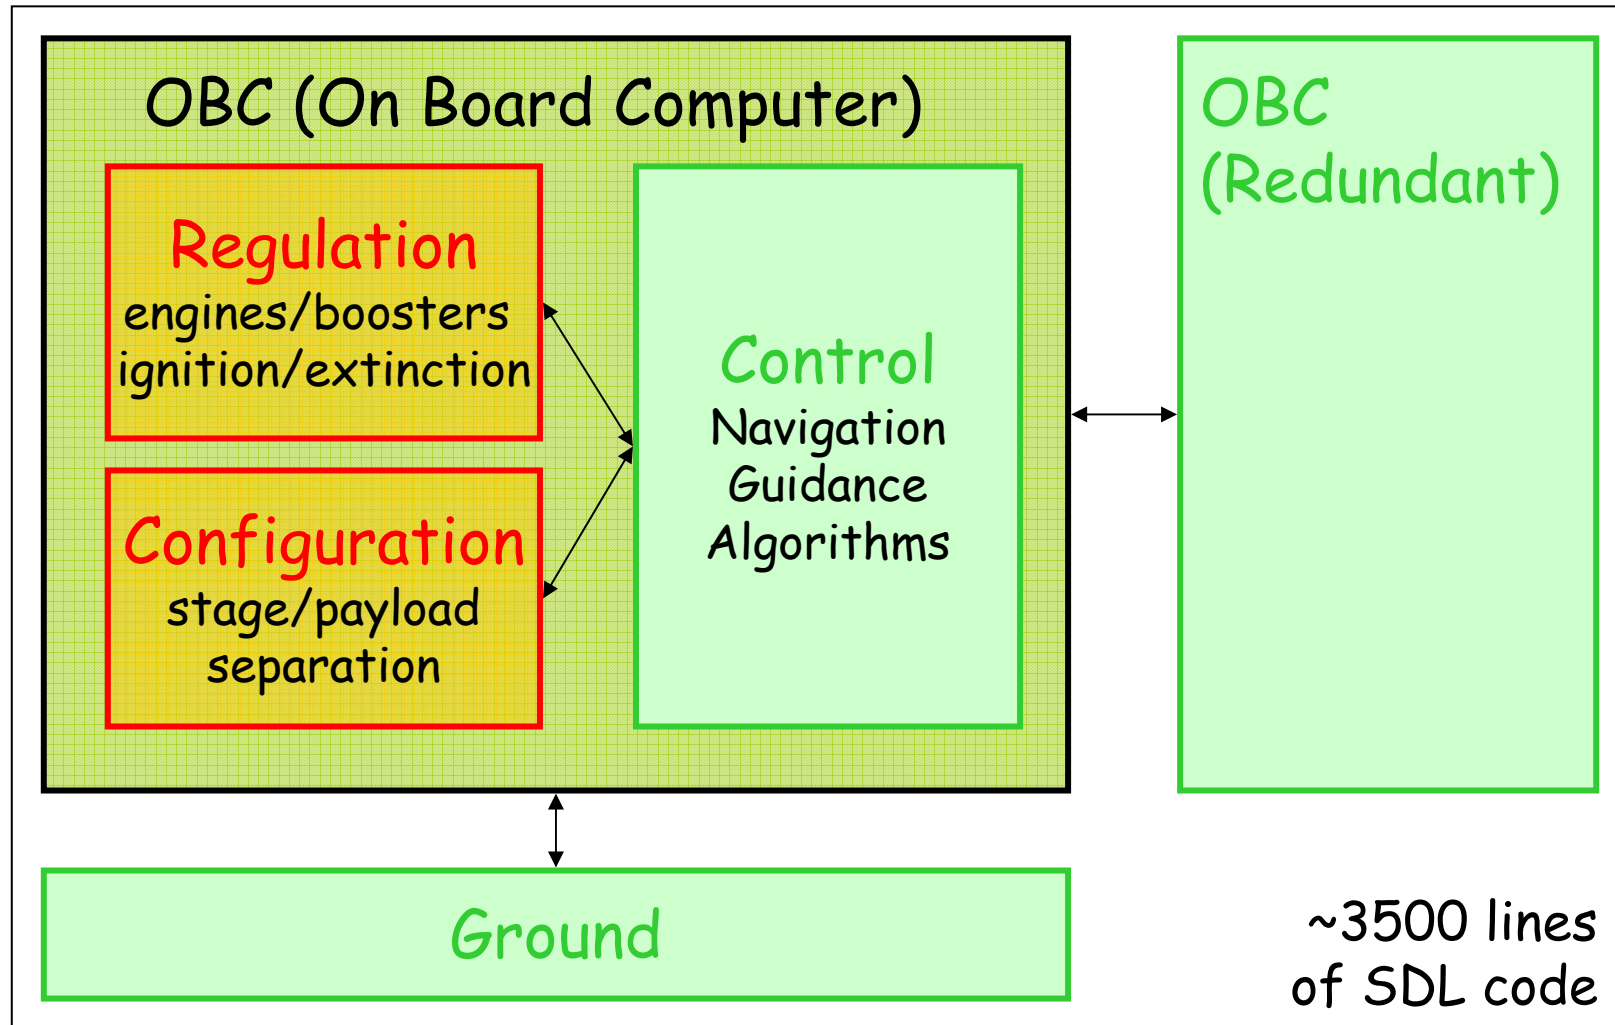 OBC (On Board Computer)
Regulation
engines/boosters
ignition/extinction
Configuration
stage/payload
separation
Control
Navigation
Guidance
Algorithms
OBC
(Redundant)
Ground
~3500 lines
of SDL code